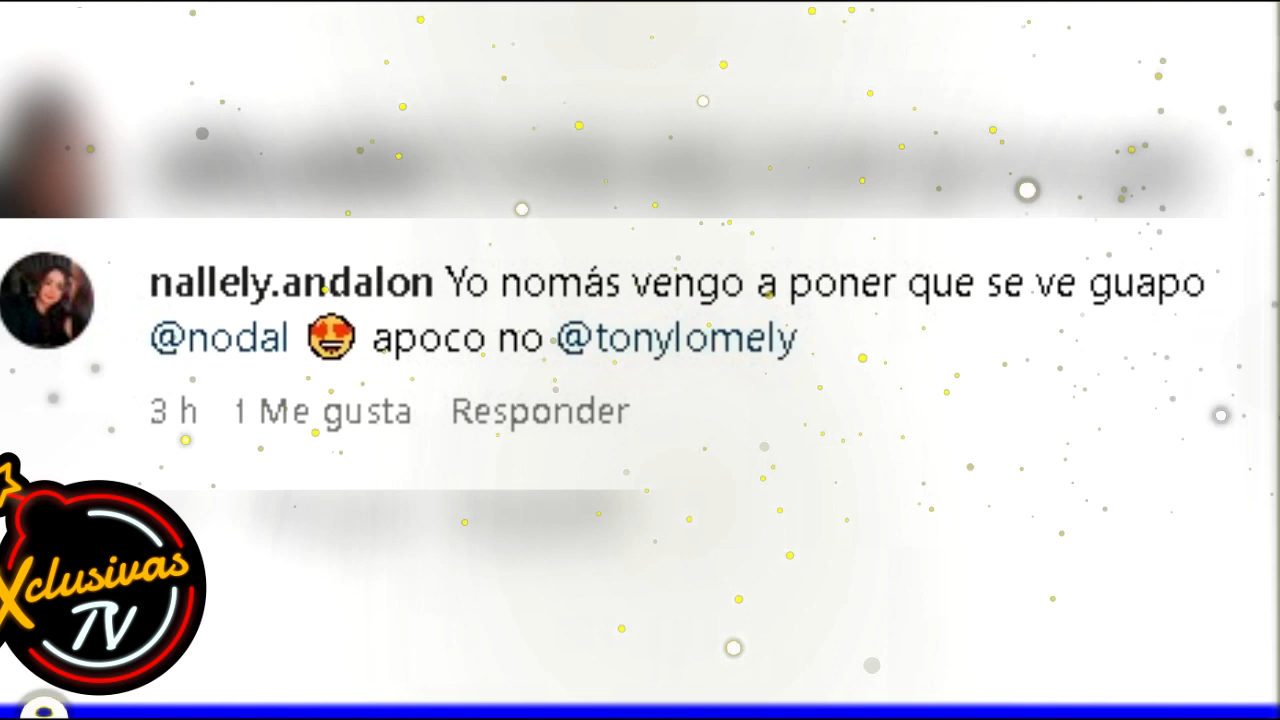 nallely.andalon Yo nomás vengo a poner que se ve guapo
@nodal 😍 apoco no @tonylomely
3 h 1 Me gusta Responder
Xclusivas
TV